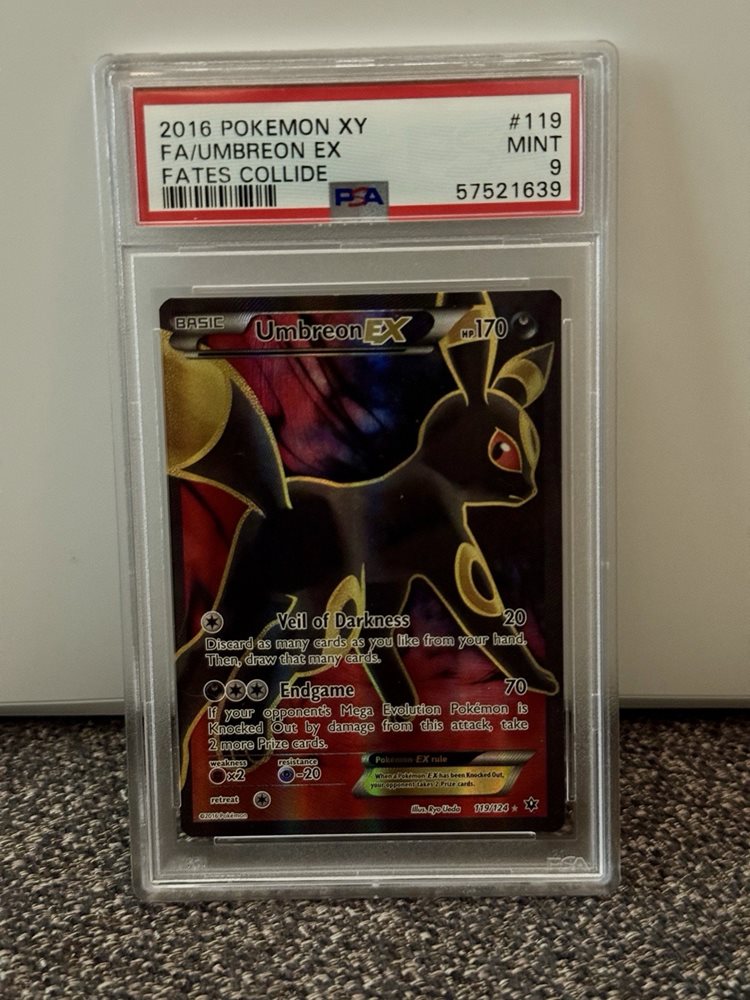 2016 POKEMON XY #119
FA/UMBREON EX MINT
FATES COLLIDE 9
PSA 57521639
BASIC Umbreon EX HP 170
Veil of Darkness 20
Discard as many cards as you like from your hand.
Then, draw that many cards.
Endgame 70
If your opponent's Mega Evolution Pokémon is
Knocked Out by damage from this attack, take
2 more Prize cards.
weakness resistance
×2 -20
Pokémon EX rule
When a Pokémon-EX has been Knocked Out,
your opponent takes 2 Prize cards.
retreat
Illus. Ryo Ueda 119/124
©2016 Pokémon
PSA